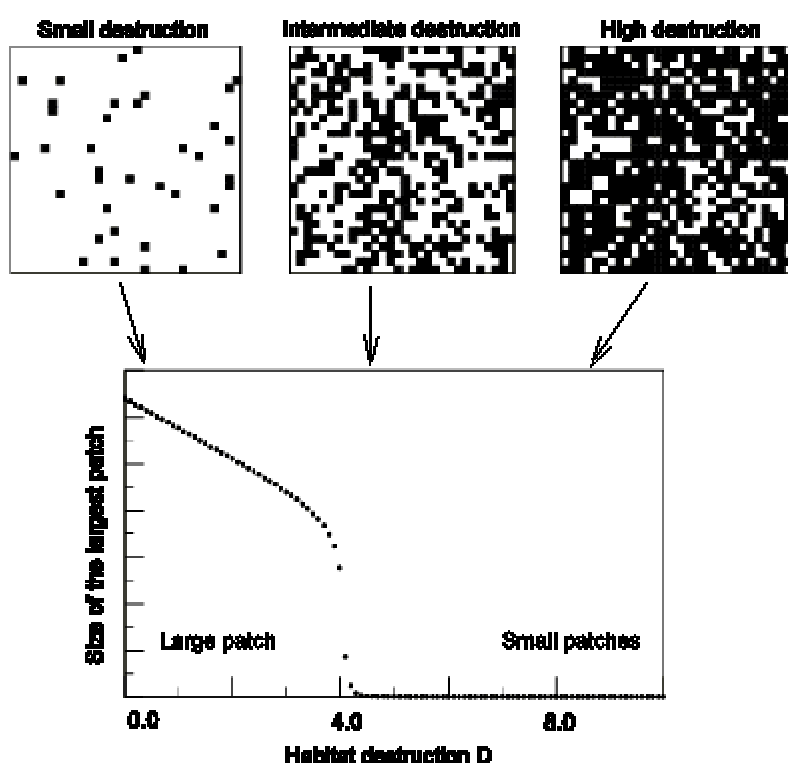 Small destruction
Intermediate destruction
High destruction
Size of the largest patch
Large patch
Small patches
0.0
4.0
8.0
Habitat destruction D